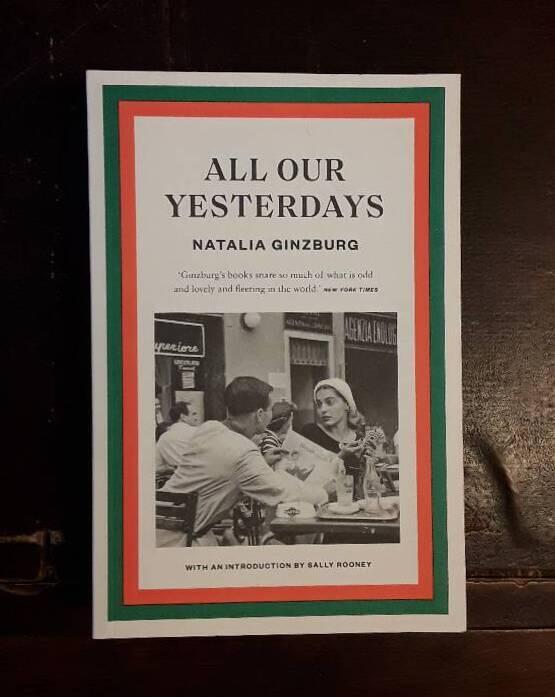 ALL OUR
YESTERDAYS
NATALIA GINZBURG
‘Ginzburg’s books snare so much of what is odd
and lovely and fleeting in the world.’ NEW YORK TIMES
AGENZIA
WITH AN INTRODUCTION BY SALLY ROONEY